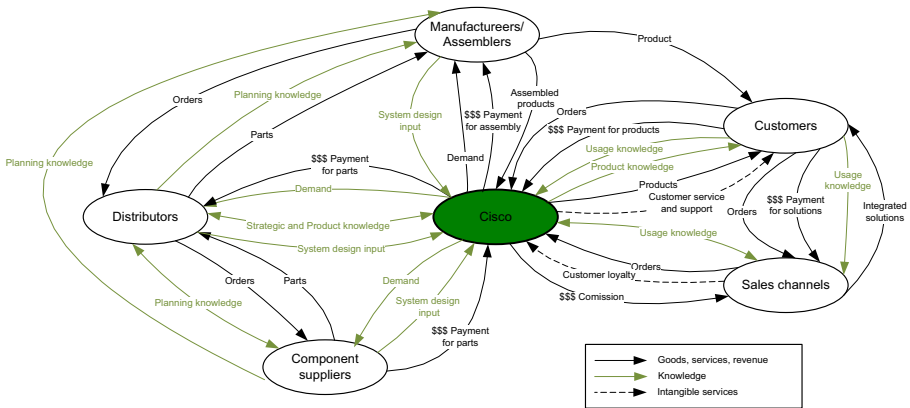 Manufactureers/
Assemblers
Product
Orders
Planning knowledge
Parts
System design
input
$$$ Payment
for assembly
Demand
Assembled
products
Orders
$$$ Payment for products
Usage knowledge
Product knowledge
Customers
Planning knowledge
$$$ Payment for
parts
Demand
Products
Customer service
and support
Usage
knowledge
Orders
$$$ Payment
for solutions
Integrated
solutions
Distributors
Strategic and Product knowledge
Cisco
System design input
Usage knowledge
Orders
Parts
Planning knowledge
Demand
System design
input
$$$ Payment
for parts
Customer loyalty
Orders
$$$ Comission
Sales channels
Component
suppliers
Goods, services, revenue
Knowledge
Intangible services